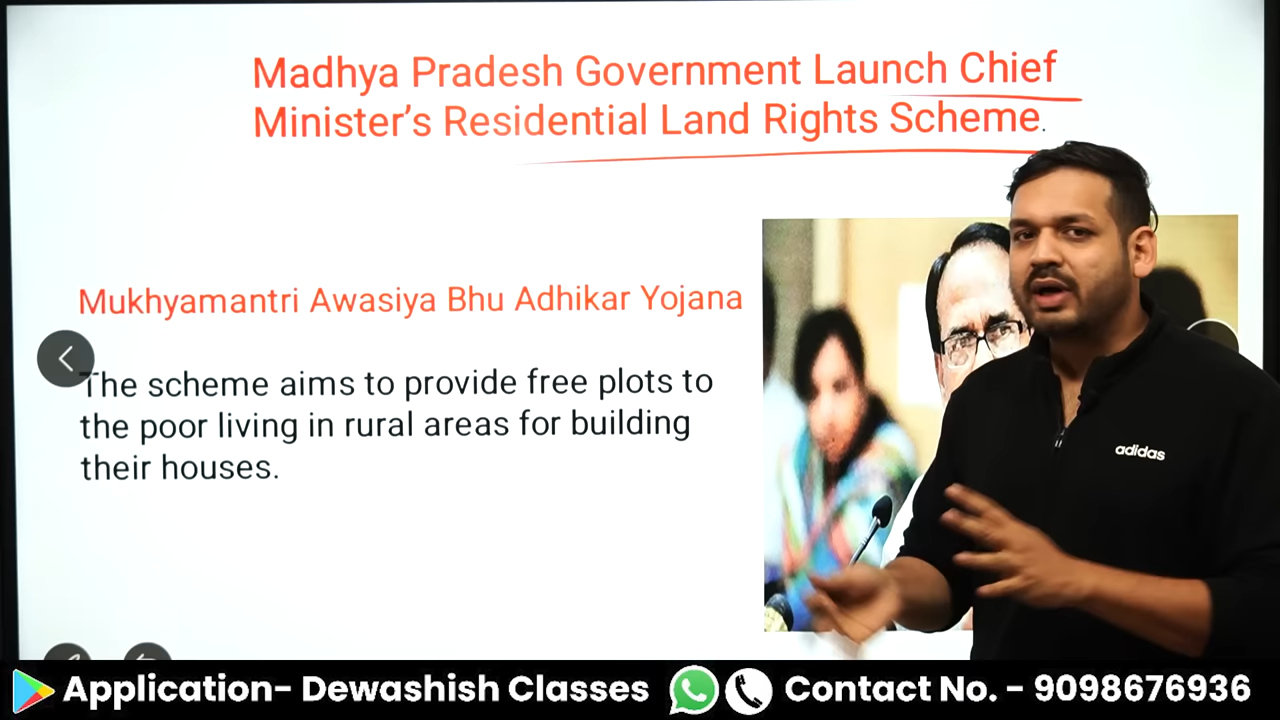 Madhya Pradesh Government Launch Chief
Minister's Residential Land Rights Scheme.
Mukhyamantri Awasiya Bhu Adhikar Yojana
The scheme aims to provide free plots to
the poor living in rural areas for building
their houses.
adidas
Application- Dewashish Classes
Contact No. - 9098676936